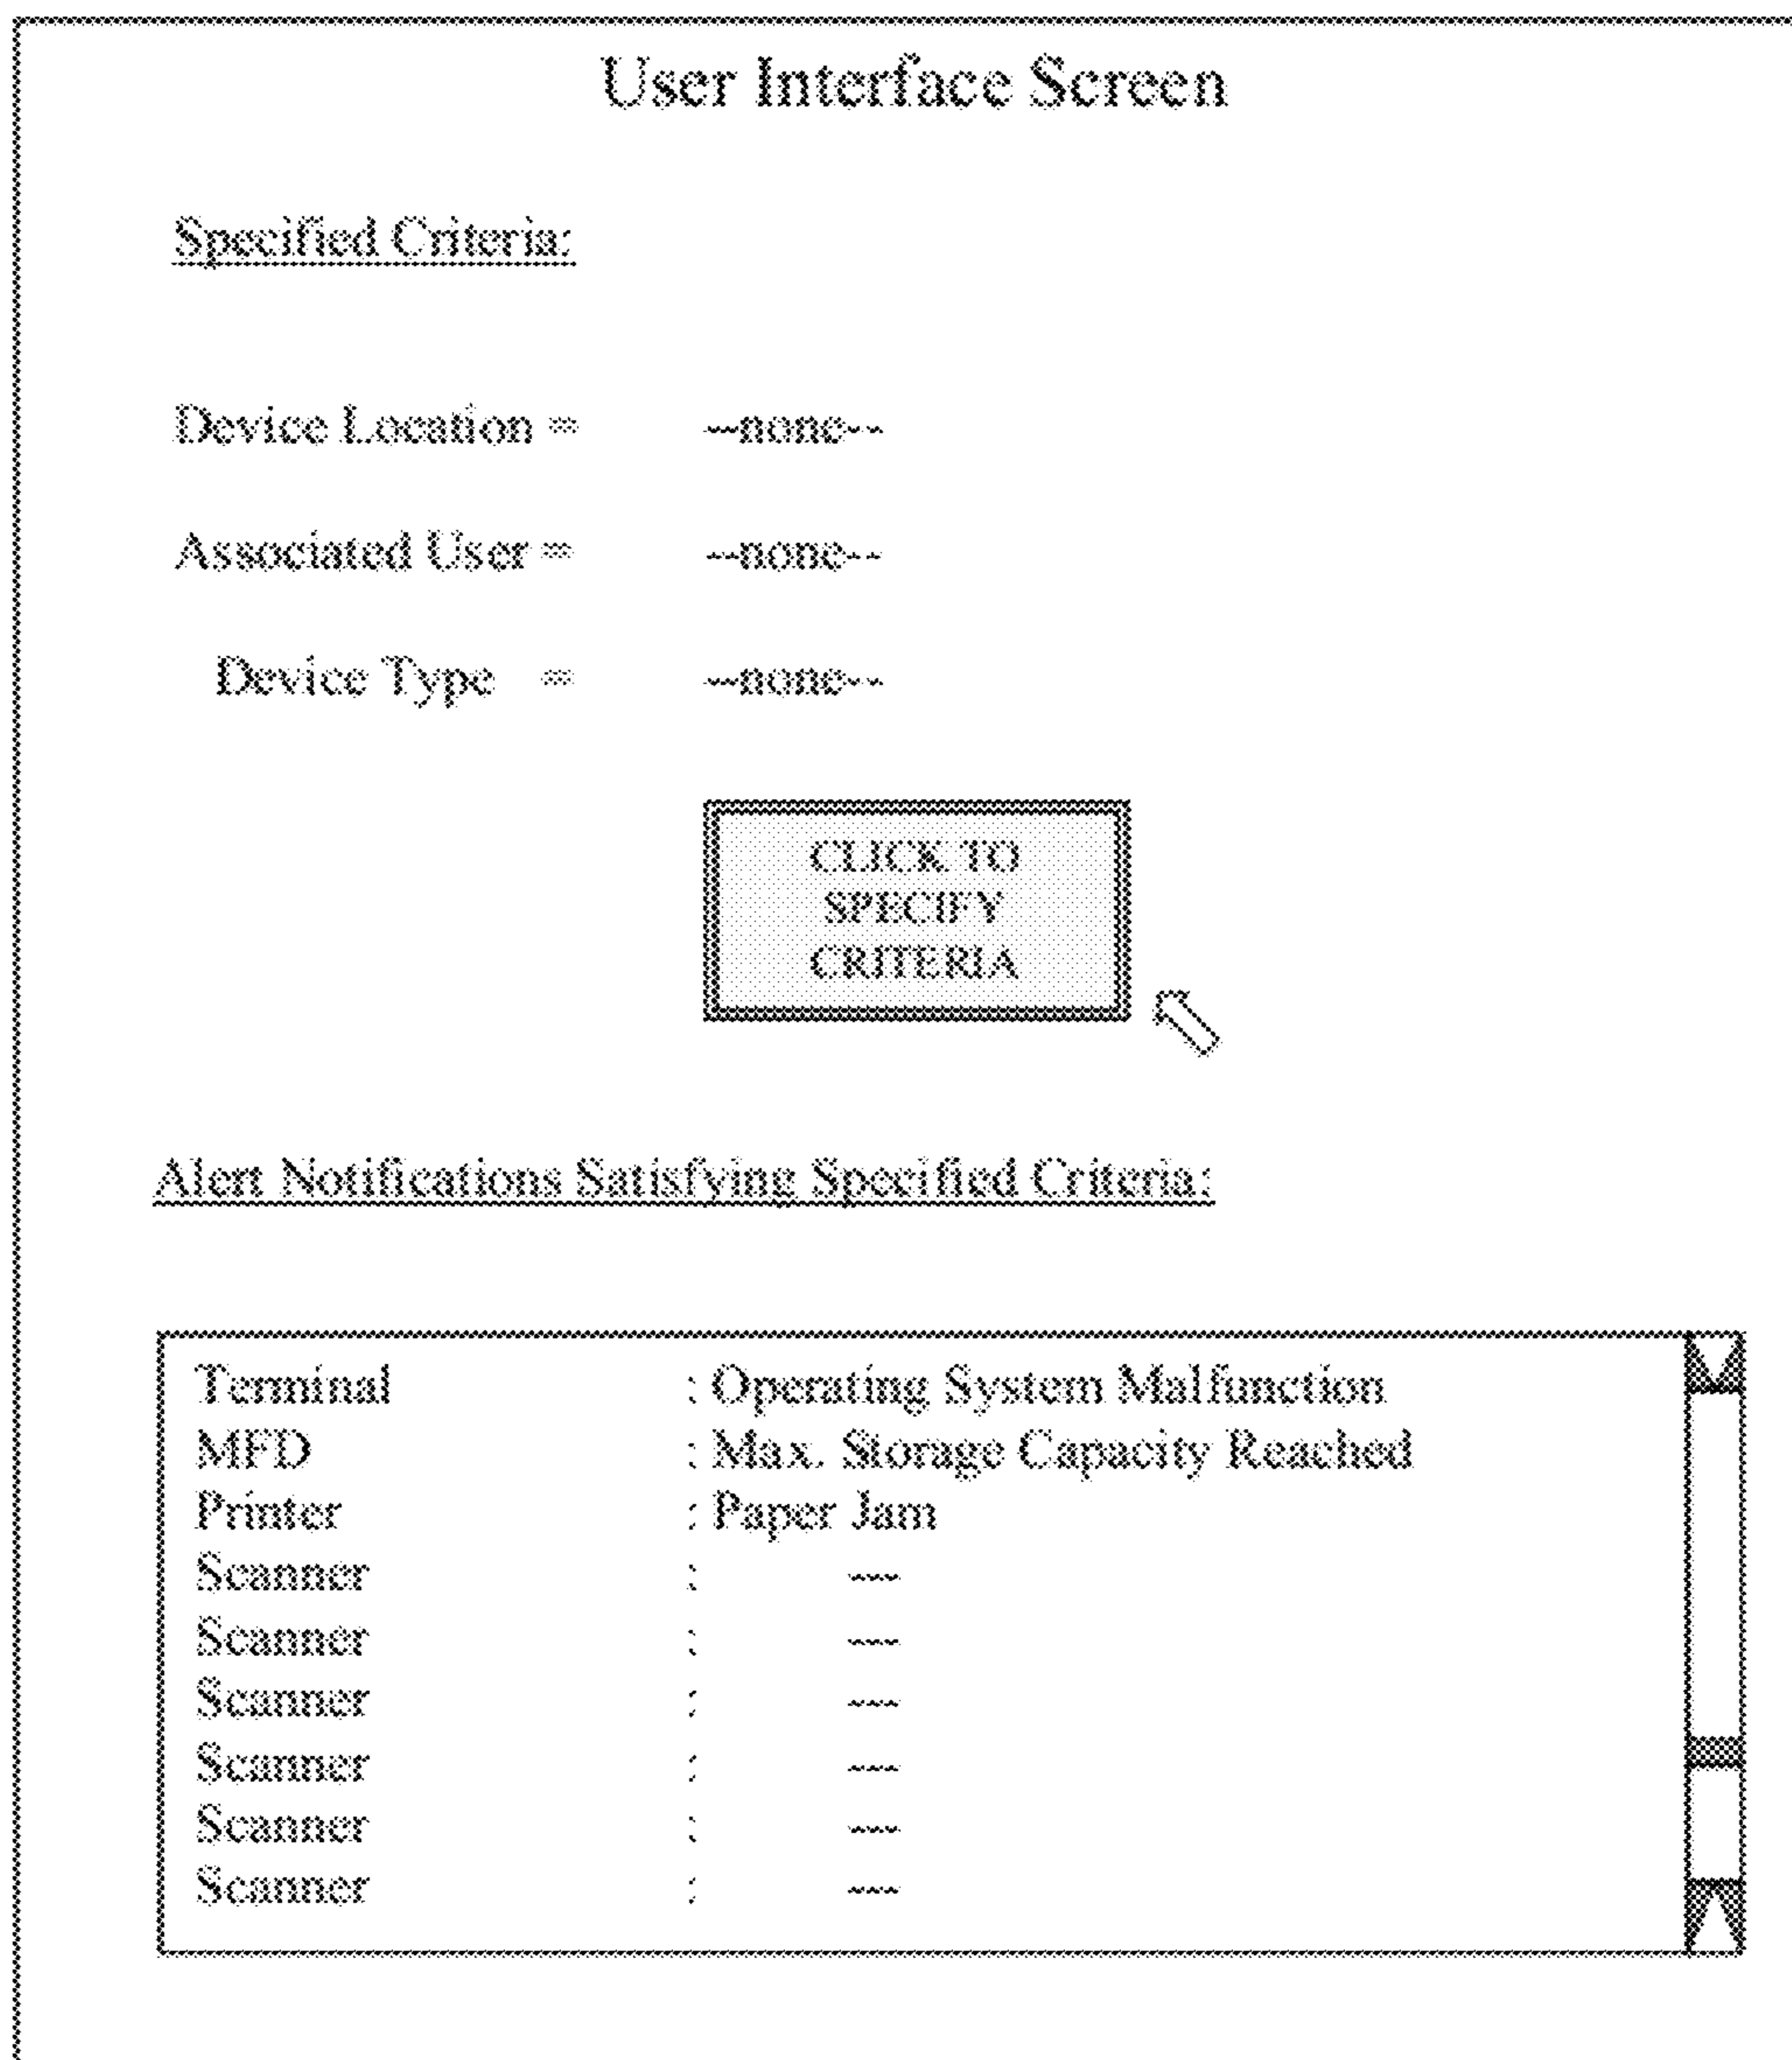 User Interface Screen
Specified Criteria:
Device Location = --none--
Associated User = --none--
Device Type = --none--
CLICK TO
SPECIFY
CRITERIA
Alert Notifications Satisfying Specified Criteria:
Terminal : Operating System Malfunction
MFD : Max. Storage Capacity Reached
Printer : Paper Jam
Scanner : ---
Scanner : ---
Scanner : ---
Scanner : ---
Scanner : ---
Scanner : ---